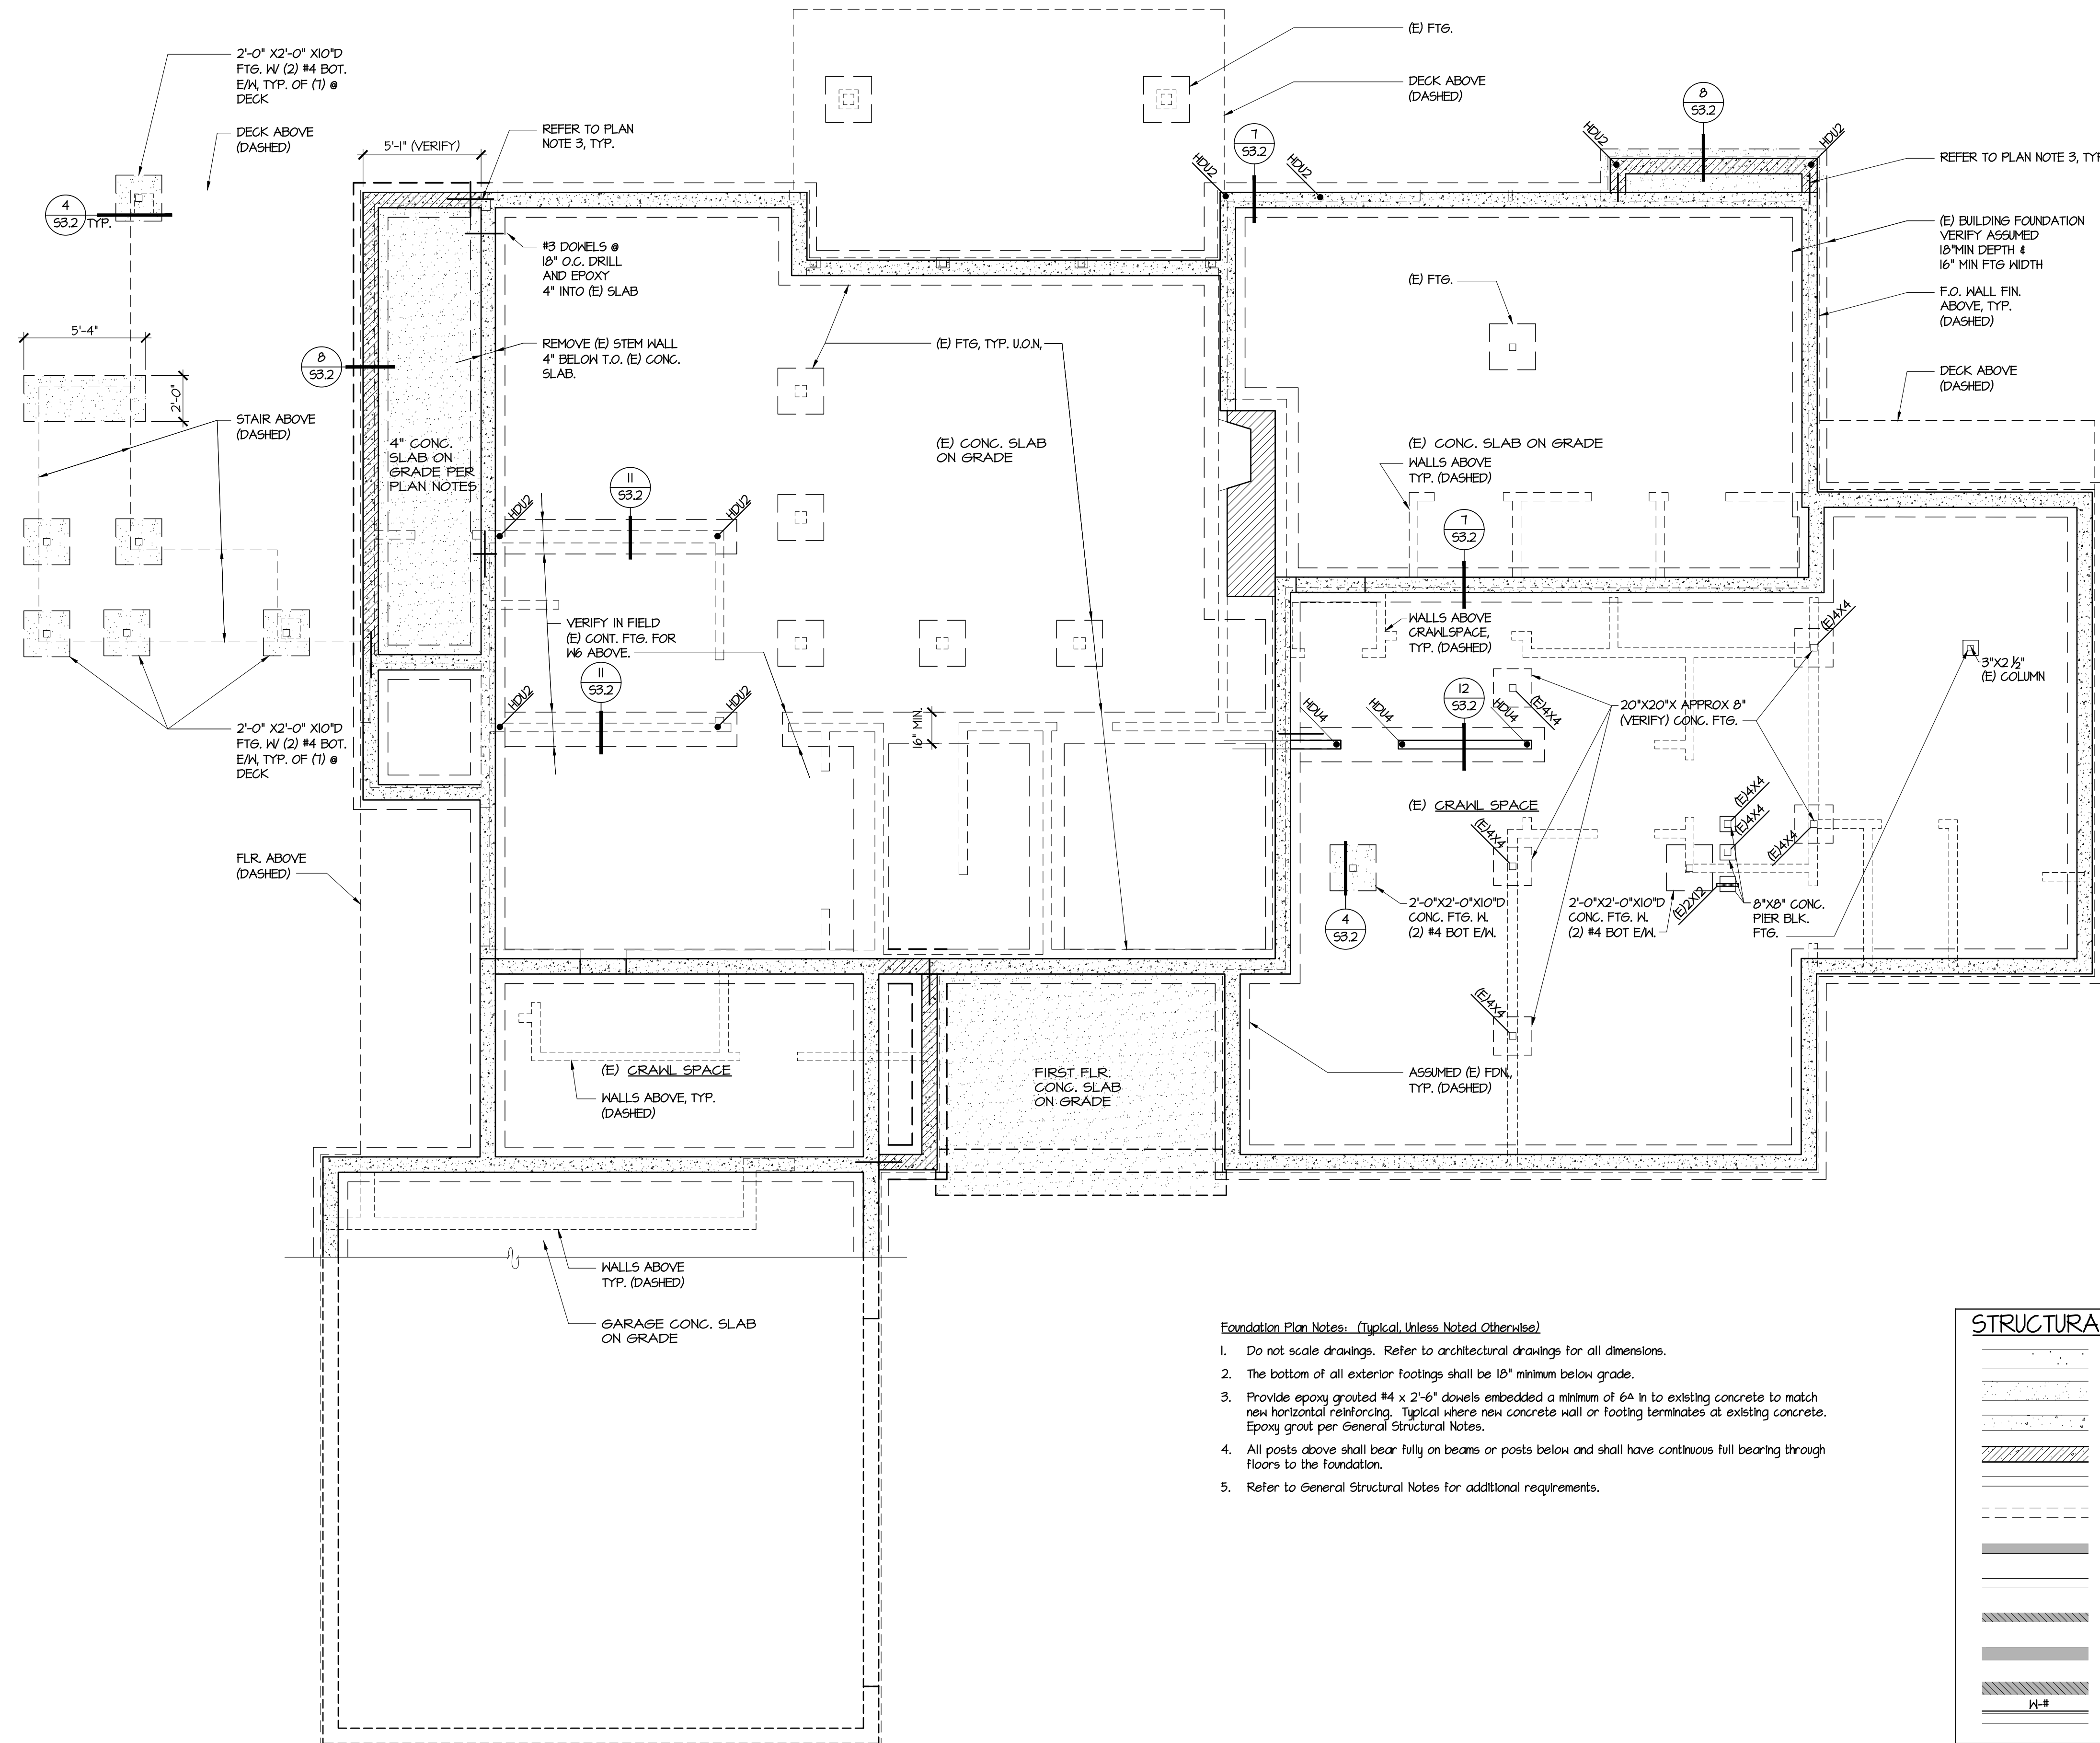 2'-0" X2'-0" X10"D
FTG. W/ (2) #4 BOT.
E/W, TYP. OF (7) @
DECK
DECK ABOVE
(DASHED)
4
S3.2
TYP.
5'-1" (VERIFY)
REFER TO PLAN
NOTE 3, TYP.
(E) FTG.
DECK ABOVE
(DASHED)
7
S3.2
HDU2
HDU2
8
S3.2
HDU2
HDU2
REFER TO PLAN NOTE 3, TYP
#3 DOWELS @
18" O.C. DRILL
AND EPOXY
4" INTO (E) SLAB
(E) BUILDING FOUNDATION
VERIFY ASSUMED
18"MIN DEPTH &
16" MIN FTG WIDTH
(E) FTG.
F.O. WALL FIN.
ABOVE, TYP.
(DASHED)
5'-4"
2'-0"
8
S3.2
REMOVE (E) STEM WALL
4" BELOW T.O. (E) CONC.
SLAB.
(E) FTG, TYP. U.O.N,
DECK ABOVE
(DASHED)
STAIR ABOVE
(DASHED)
4" CONC.
SLAB ON
GRADE PER
PLAN NOTES
(E) CONC. SLAB
ON GRADE
(E) CONC. SLAB ON GRADE
WALLS ABOVE
TYP. (DASHED)
11
S3.2
HDU2
HDU2
7
S3.2
VERIFY IN FIELD
(E) CONT. FTG. FOR
W6 ABOVE.
WALLS ABOVE
CRAWLSPACE,
TYP. (DASHED)
(E)4X4
3"X2 ½"
(E) COLUMN
11
S3.2
HDU2
HDU2
16" MIN.
12
S3.2
HDU4
HDU4
HDU4
(E)4X4
20"X20"X APPROX 8"
(VERIFY) CONC. FTG.
2'-0" X2'-0" X10"D
FTG. W/ (2) #4 BOT.
E/W, TYP. OF (7) @
DECK
(E) CRAWL SPACE
(E)4X4
(E)4X4
(E)4X4
(E)4X4
FLR. ABOVE
(DASHED)
4
S3.2
2'-0"X2'-0"X10"D
CONC. FTG. W.
(2) #4 BOT E/W.
2'-0"X2'-0"X10"D
CONC. FTG. W.
(2) #4 BOT E/W.
(E)2X12
8"X8" CONC.
PIER BLK.
FTG.
(E)4X4
(E) CRAWL SPACE
WALLS ABOVE, TYP.
(DASHED)
FIRST FLR.
CONC. SLAB
ON GRADE
ASSUMED (E) FDN.,
TYP. (DASHED)
WALLS ABOVE
TYP. (DASHED)
GARAGE CONC. SLAB
ON GRADE
Foundation Plan Notes: (Typical, Unless Noted Otherwise)
1. Do not scale drawings. Refer to architectural drawings for all dimensions.
2. The bottom of all exterior footings shall be 18" minimum below grade.
3. Provide epoxy grouted #4 x 2'-6" dowels embedded a minimum of 6Δ in to existing concrete to match
new horizontal reinforcing. Typical where new concrete wall or footing terminates at existing concrete.
Epoxy grout per General Structural Notes.
4. All posts above shall bear fully on beams or posts below and shall have continuous full bearing through
floors to the foundation.
5. Refer to General Structural Notes for additional requirements.
STRUCTURA
W-#